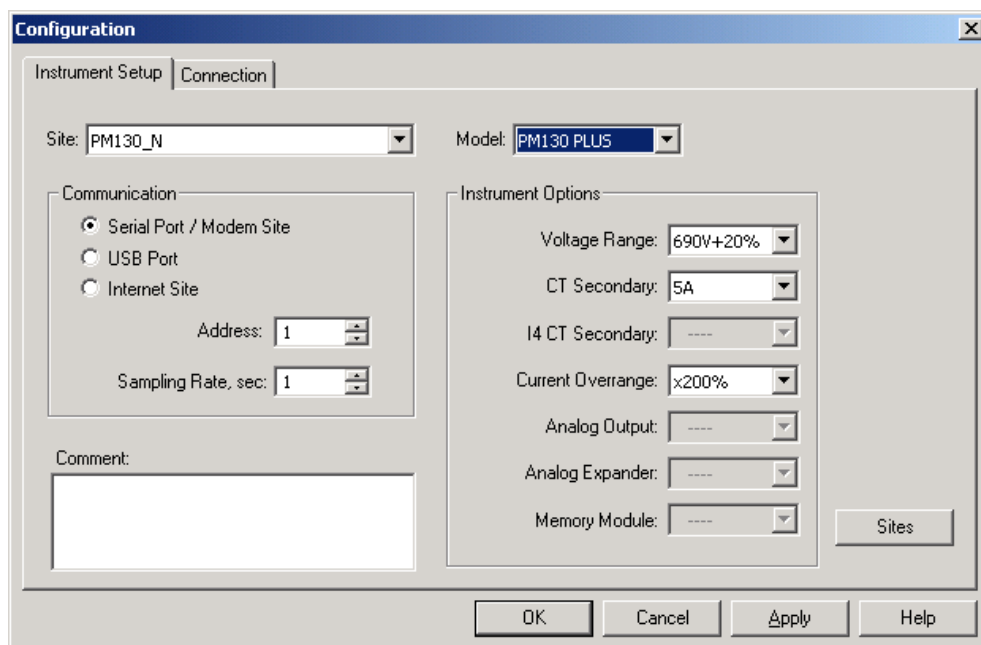 Configuration
Instrument Setup
Connection
Site: PM130_N
Model: PM130 PLUS
Communication
Serial Port / Modem Site
USB Port
Internet Site
Address: 1
Sampling Rate, sec: 1
Comment:
Instrument Options
Voltage Range: 690V+20%
CT Secondary: 5A
I4 CT Secondary: ----
Current Overrange: x200%
Analog Output: ----
Analog Expander: ----
Memory Module: ----
Sites
OK
Cancel
Apply
Help